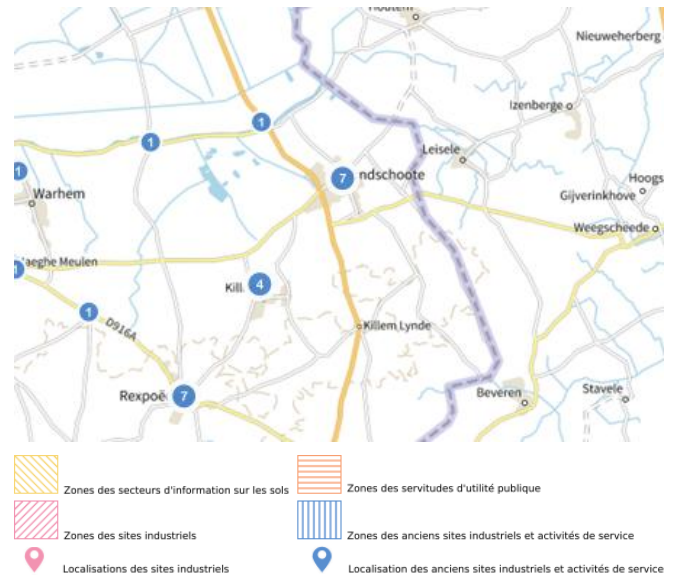 Houtem
Nieuweherberg
1
Izenberge
1
Leisele
1
7
ndschoote
Hoogs
Warhem
Gijverinkhove
Weegscheede
aeghe Meulen
1
Kill
4
1
D916A
Killem Lynde
Rexpoë
7
Beveren
Stavele
Zones des secteurs d'information sur les sols
Zones des servitudes d'utilité publique
Zones des sites industriels
Zones des anciens sites industriels et activités de service
Localisations des sites industriels
Localisation des anciens sites industriels et activités de service